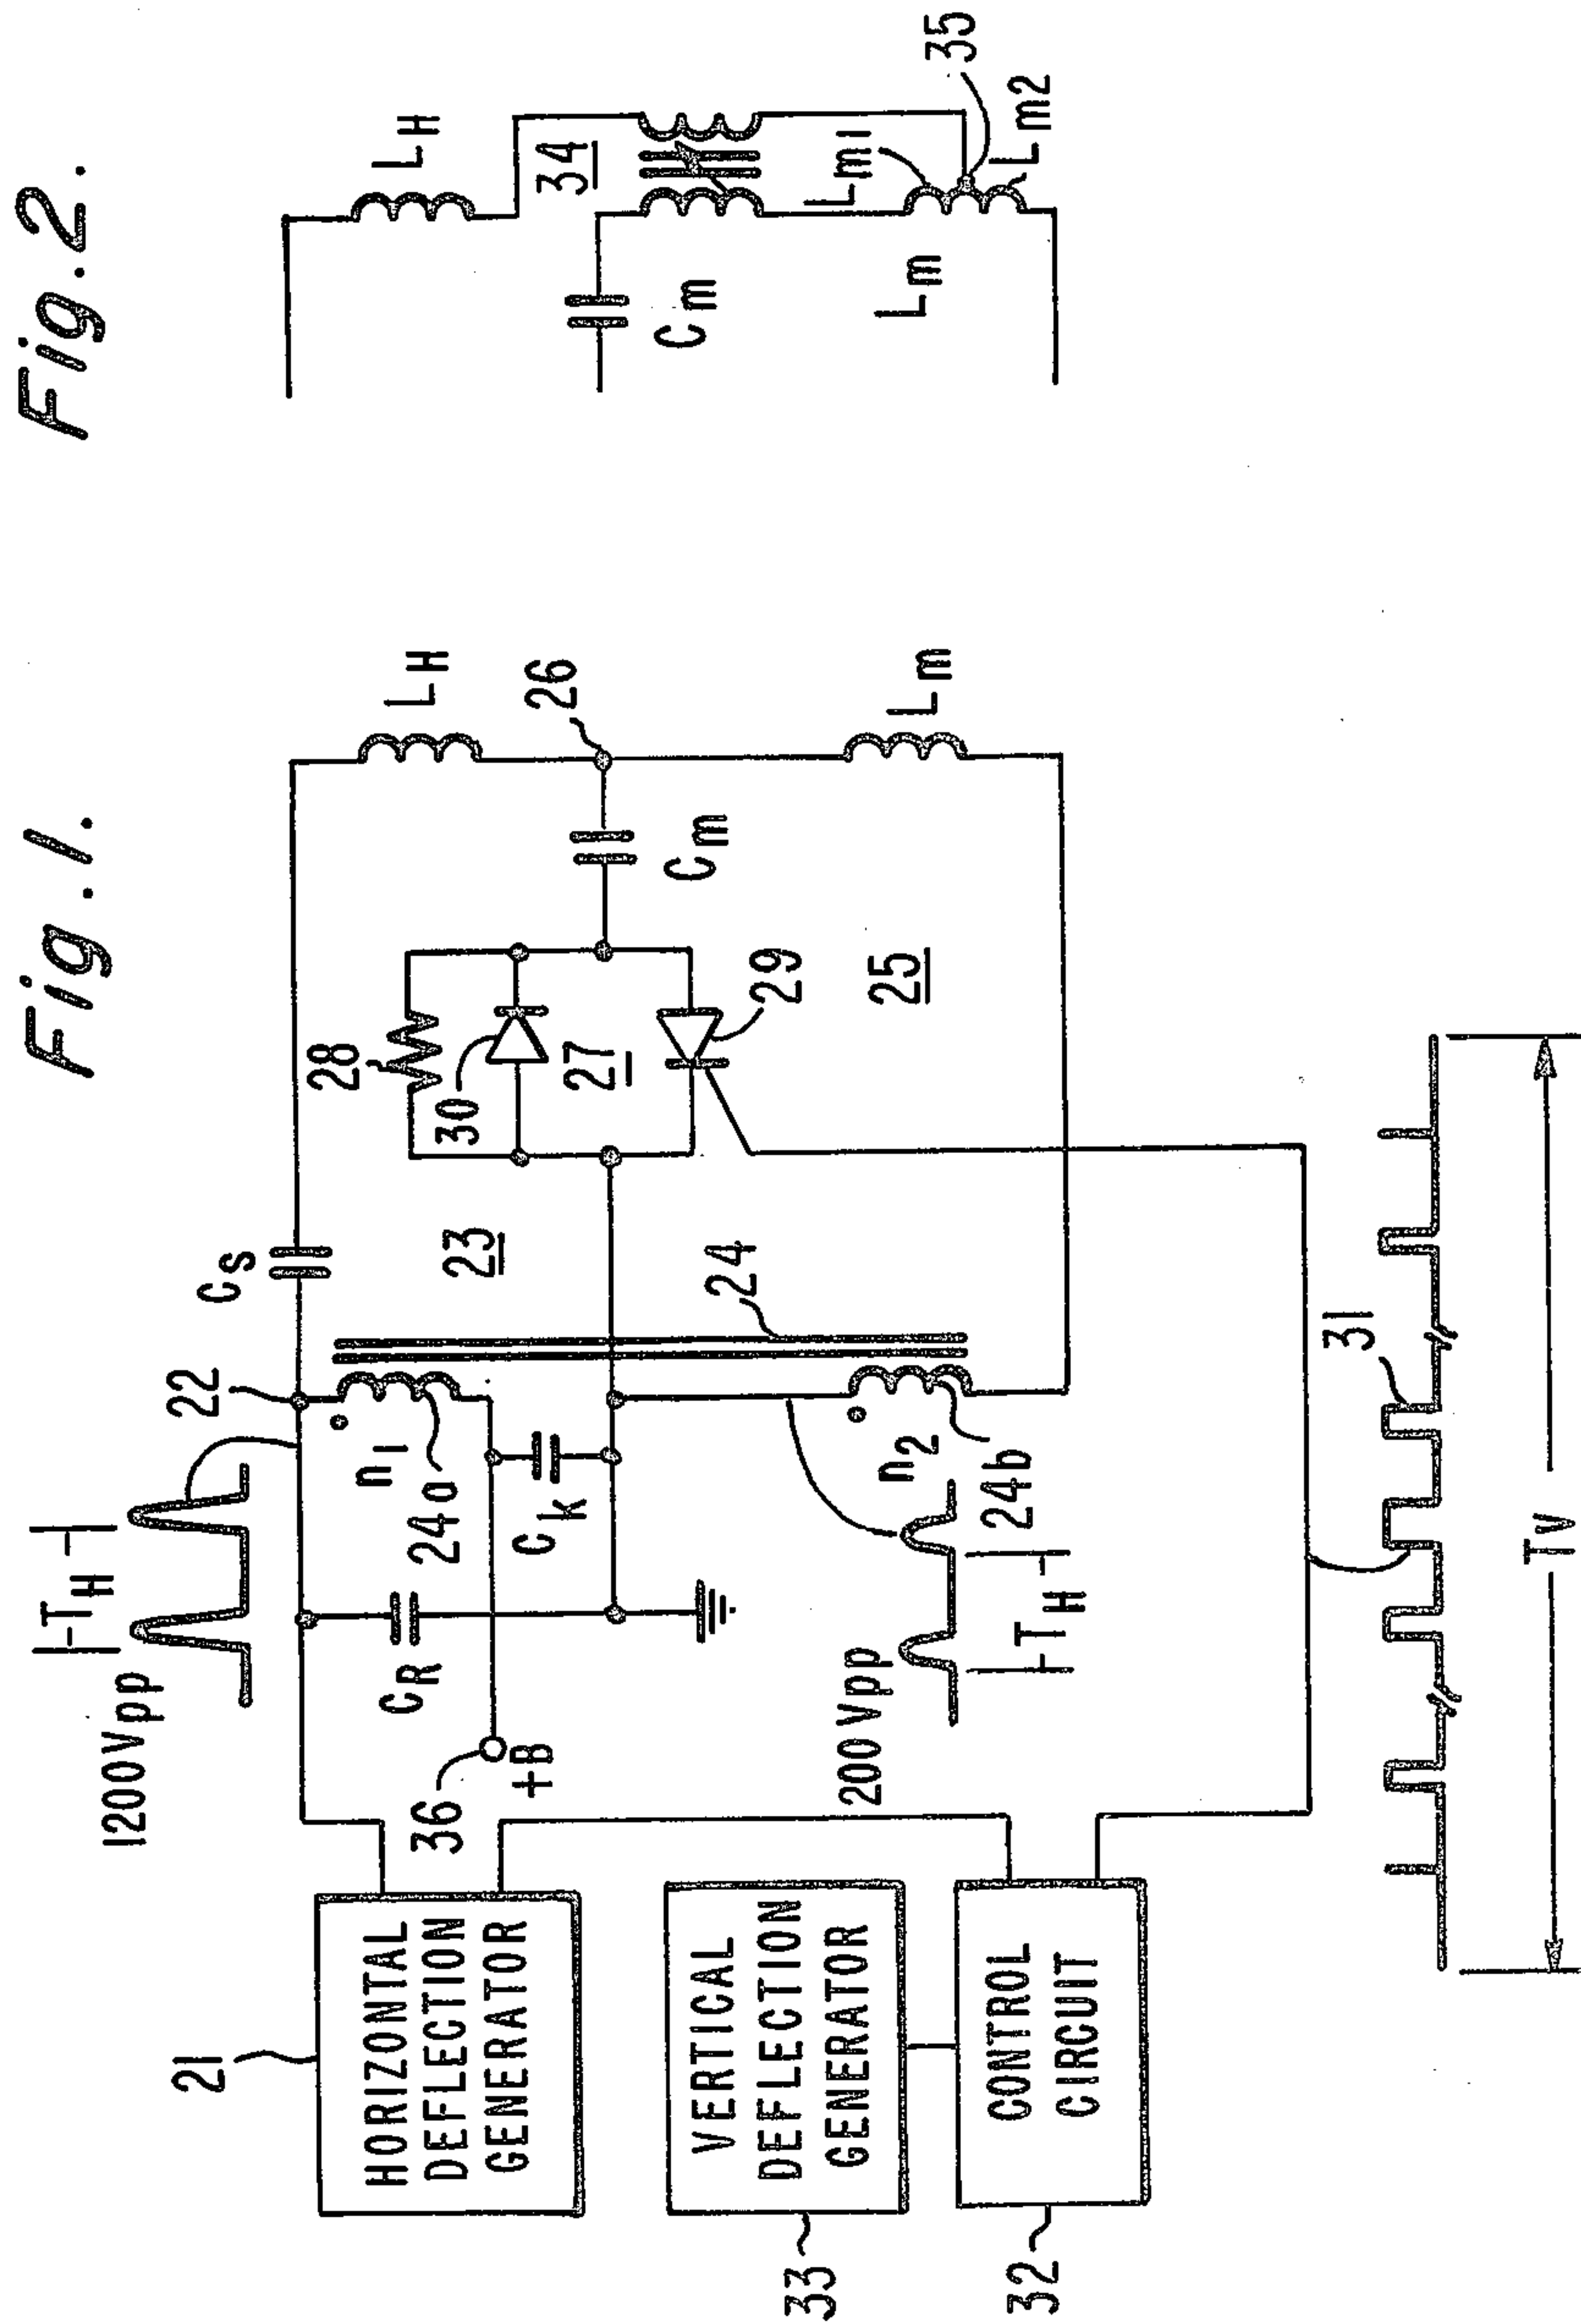 Fig. 1.
Fig. 2.
1200Vpp
TH
22
CS
LH
21
HORIZONTAL
DEFLECTION
GENERATOR
CR
n1
24a
36
+B
Ck
23
28
30
27
26
Cm
24
29
25
Lm
n2
24b
200Vpp
TH
33
VERTICAL
DEFLECTION
GENERATOR
32
CONTROL
CIRCUIT
31
TV
LH
34
Cm
Lm1
Lm
35
Lm2